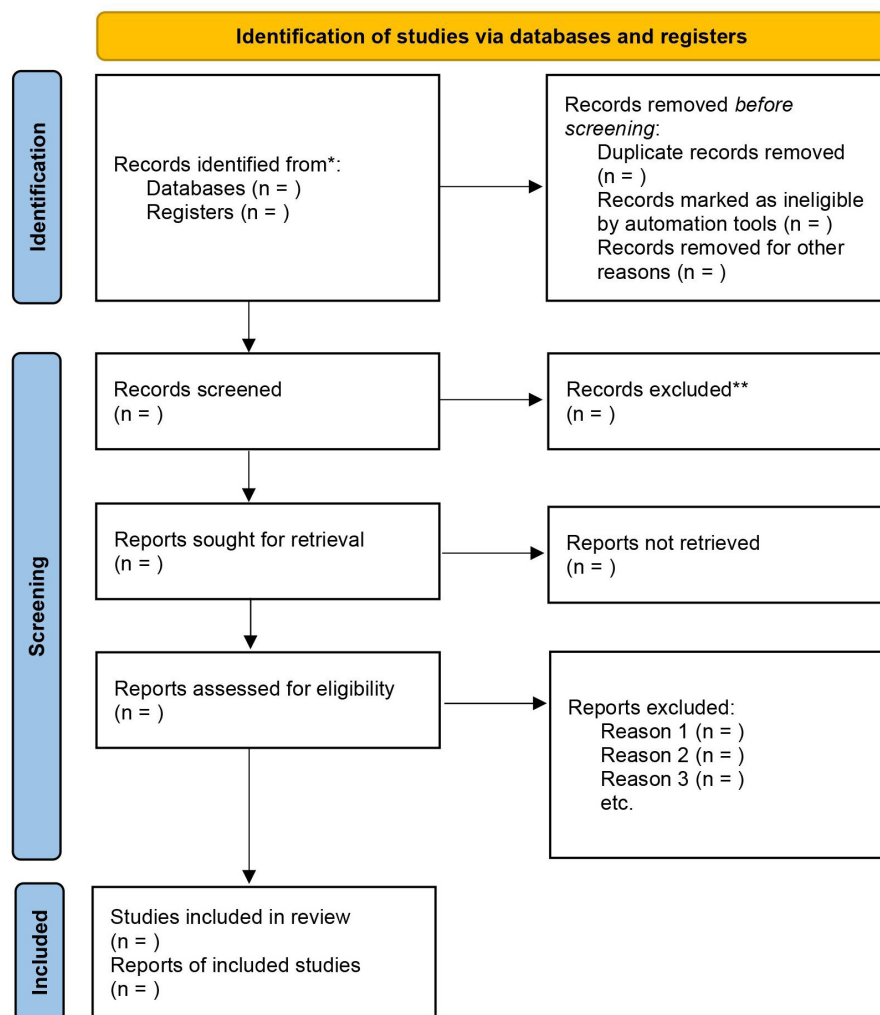 Identification of studies via databases and registers
Identification
Records identified from*:
Databases (n = )
Registers (n = )
Records removed before
screening:
Duplicate records removed
(n = )
Records marked as ineligible
by automation tools (n = )
Records removed for other
reasons (n = )
Screening
Records screened
(n = )
Records excluded**
(n = )
Reports sought for retrieval
(n = )
Reports not retrieved
(n = )
Reports assessed for eligibility
(n = )
Reports excluded:
Reason 1 (n = )
Reason 2 (n = )
Reason 3 (n = )
etc.
Included
Studies included in review
(n = )
Reports of included studies
(n = )